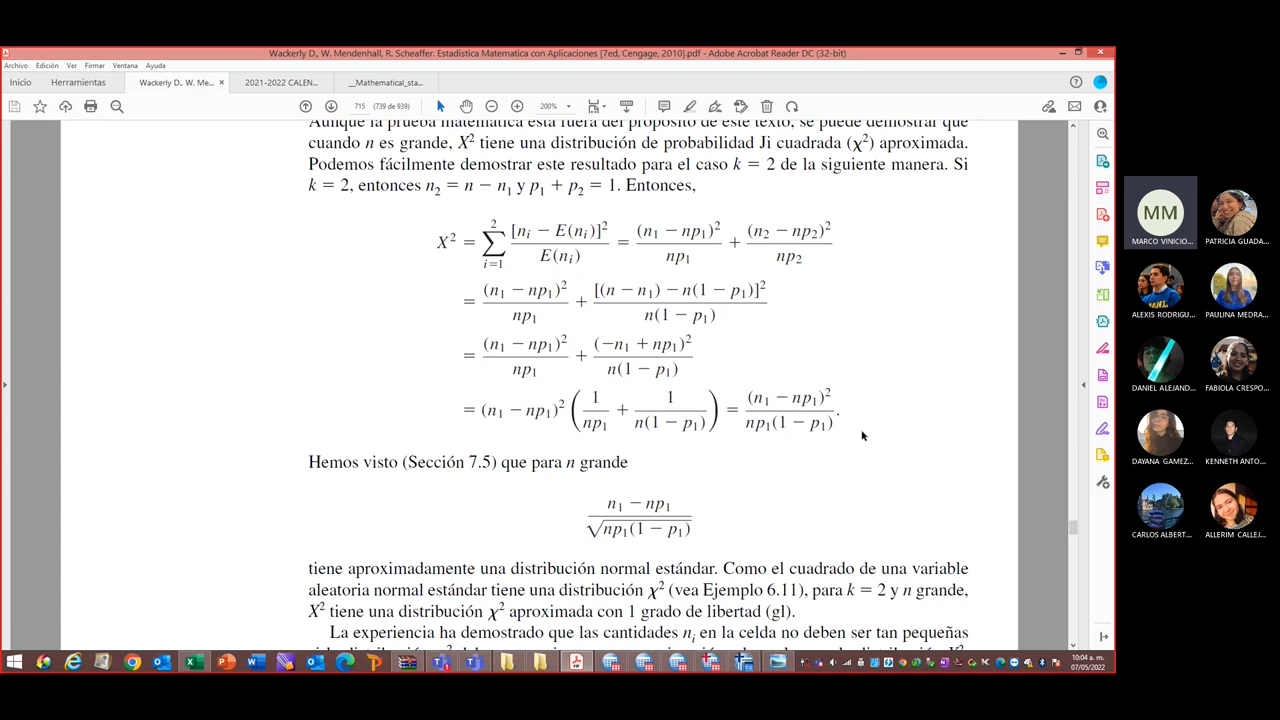 Wackerly D., W. Mendenhall, R. Scheaffer. Estadística Matematica con Aplicaciones [7ed, Cengage, 2010].pdf - Adobe Acrobat Reader DC (32-bit)
Archivo Edición Ver Firmar Ventana Ayuda
Inicio Herramientas Wackerly D., W. Me... × 2021-2022 CALEN... __Mathematical_sta...
715 (739 de 939) 200%
Aunque la prueba matemática está fuera del propósito de este texto, se puede demostrar que
cuando n es grande, X² tiene una distribución de probabilidad Ji cuadrada (χ²) aproximada.
Podemos fácilmente demostrar este resultado para el caso k = 2 de la siguiente manera. Si
k = 2, entonces n₂ = n − n₁ y p₁ + p₂ = 1. Entonces,
X² = ∑_{i=1}^{2} [nᵢ − E(nᵢ)]² / E(nᵢ) = (n₁ − np₁)² / np₁ + (n₂ − np₂)² / np₂
= (n₁ − np₁)² / np₁ + [(n − n₁) − n(1 − p₁)]² / n(1 − p₁)
= (n₁ − np₁)² / np₁ + (−n₁ + np₁)² / n(1 − p₁)
= (n₁ − np₁)² (1 / np₁ + 1 / n(1 − p₁)) = (n₁ − np₁)² / np₁(1 − p₁).
Hemos visto (Sección 7.5) que para n grande
n₁ − np₁ / √np₁(1 − p₁)
tiene aproximadamente una distribución normal estándar. Como el cuadrado de una variable
aleatoria normal estándar tiene una distribución χ² (vea Ejemplo 6.11), para k = 2 y n grande,
X² tiene una distribución χ² aproximada con 1 grado de libertad (gl).
La experiencia ha demostrado que las cantidades nᵢ en la celda no deben ser tan pequeñas
MM
MARCO VINICIO... PATRICIA GUADA...
ALEXIS RODRIGU... PAULINA MEDRA...
DANIEL ALEJAND... FABIOLA CRESPO...
DAYANA GAMEZ... KENNETH ANTO...
CARLOS ALBERT... ALLERIM CALLEJ...
10:04 a. m.
07/05/2022